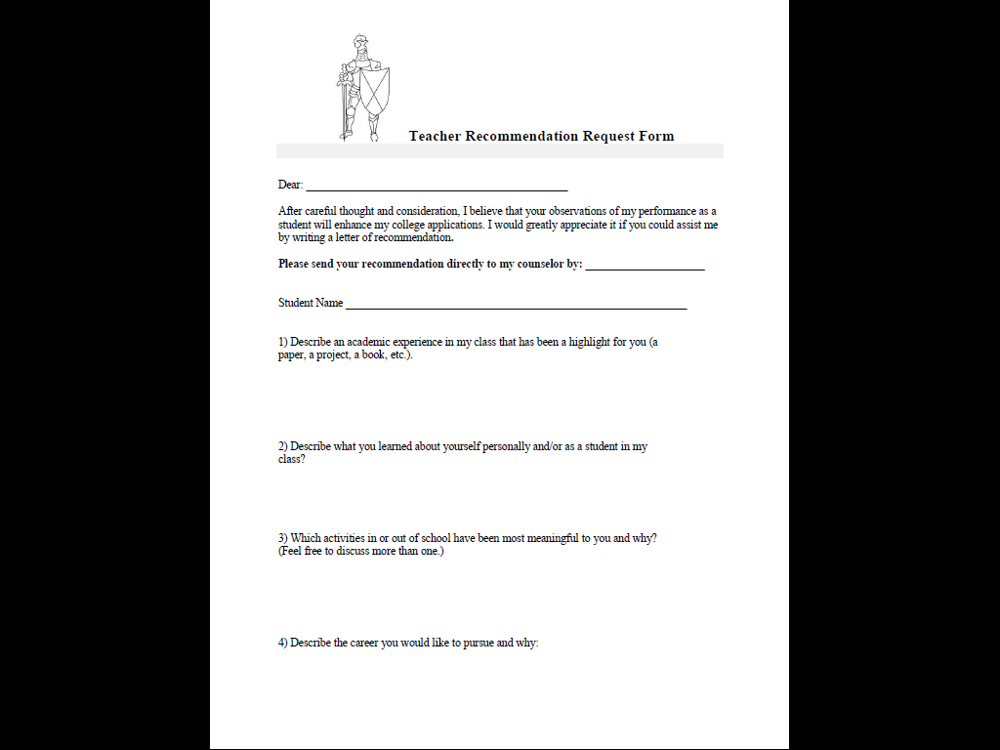 Teacher Recommendation Request Form
Dear: ____________________________________________
After careful thought and consideration, I believe that your observations of my performance as a
student will enhance my college applications. I would greatly appreciate it if you could assist me
by writing a letter of recommendation.
Please send your recommendation directly to my counselor by: ____________________
Student Name _________________________________________________________
1) Describe an academic experience in my class that has been a highlight for you (a
paper, a project, a book, etc.).
2) Describe what you learned about yourself personally and/or as a student in my
class?
3) Which activities in or out of school have been most meaningful to you and why?
(Feel free to discuss more than one.)
4) Describe the career you would like to pursue and why: